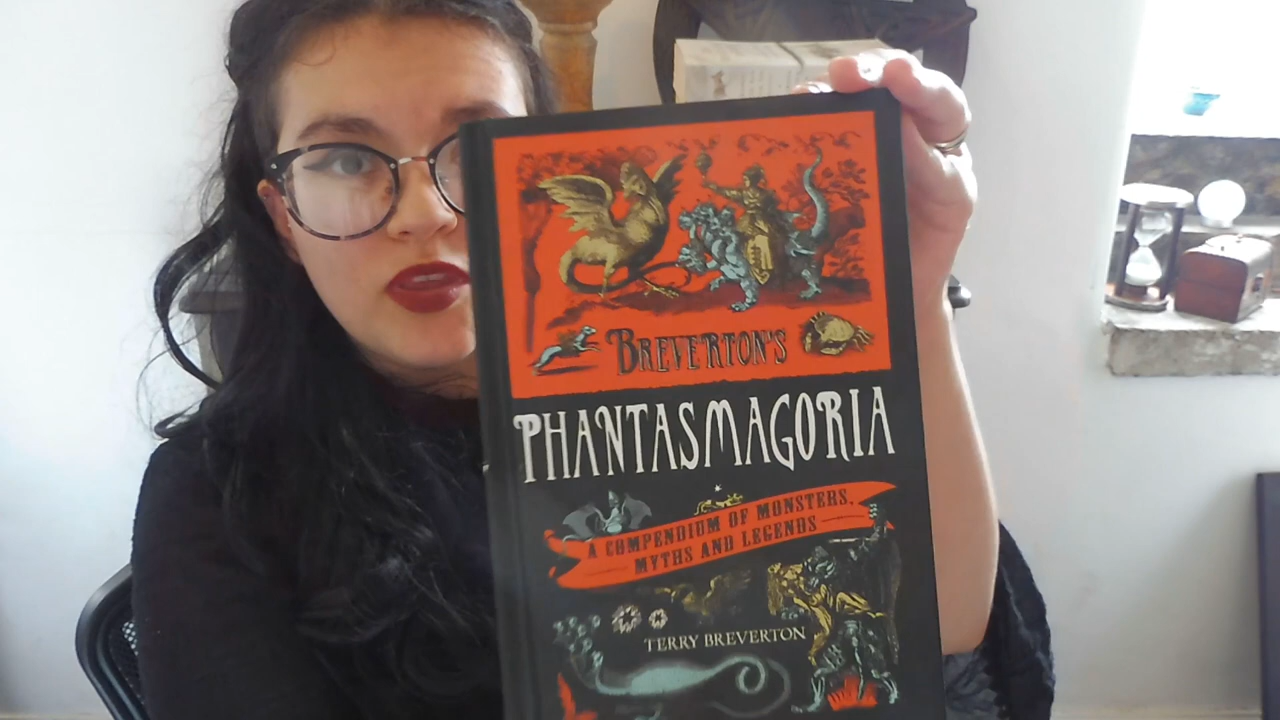 BREVERTON'S
PHANTASMAGORIA
A COMPENDIUM OF MONSTERS,
MYTHS AND LEGENDS
TERRY BREVERTON